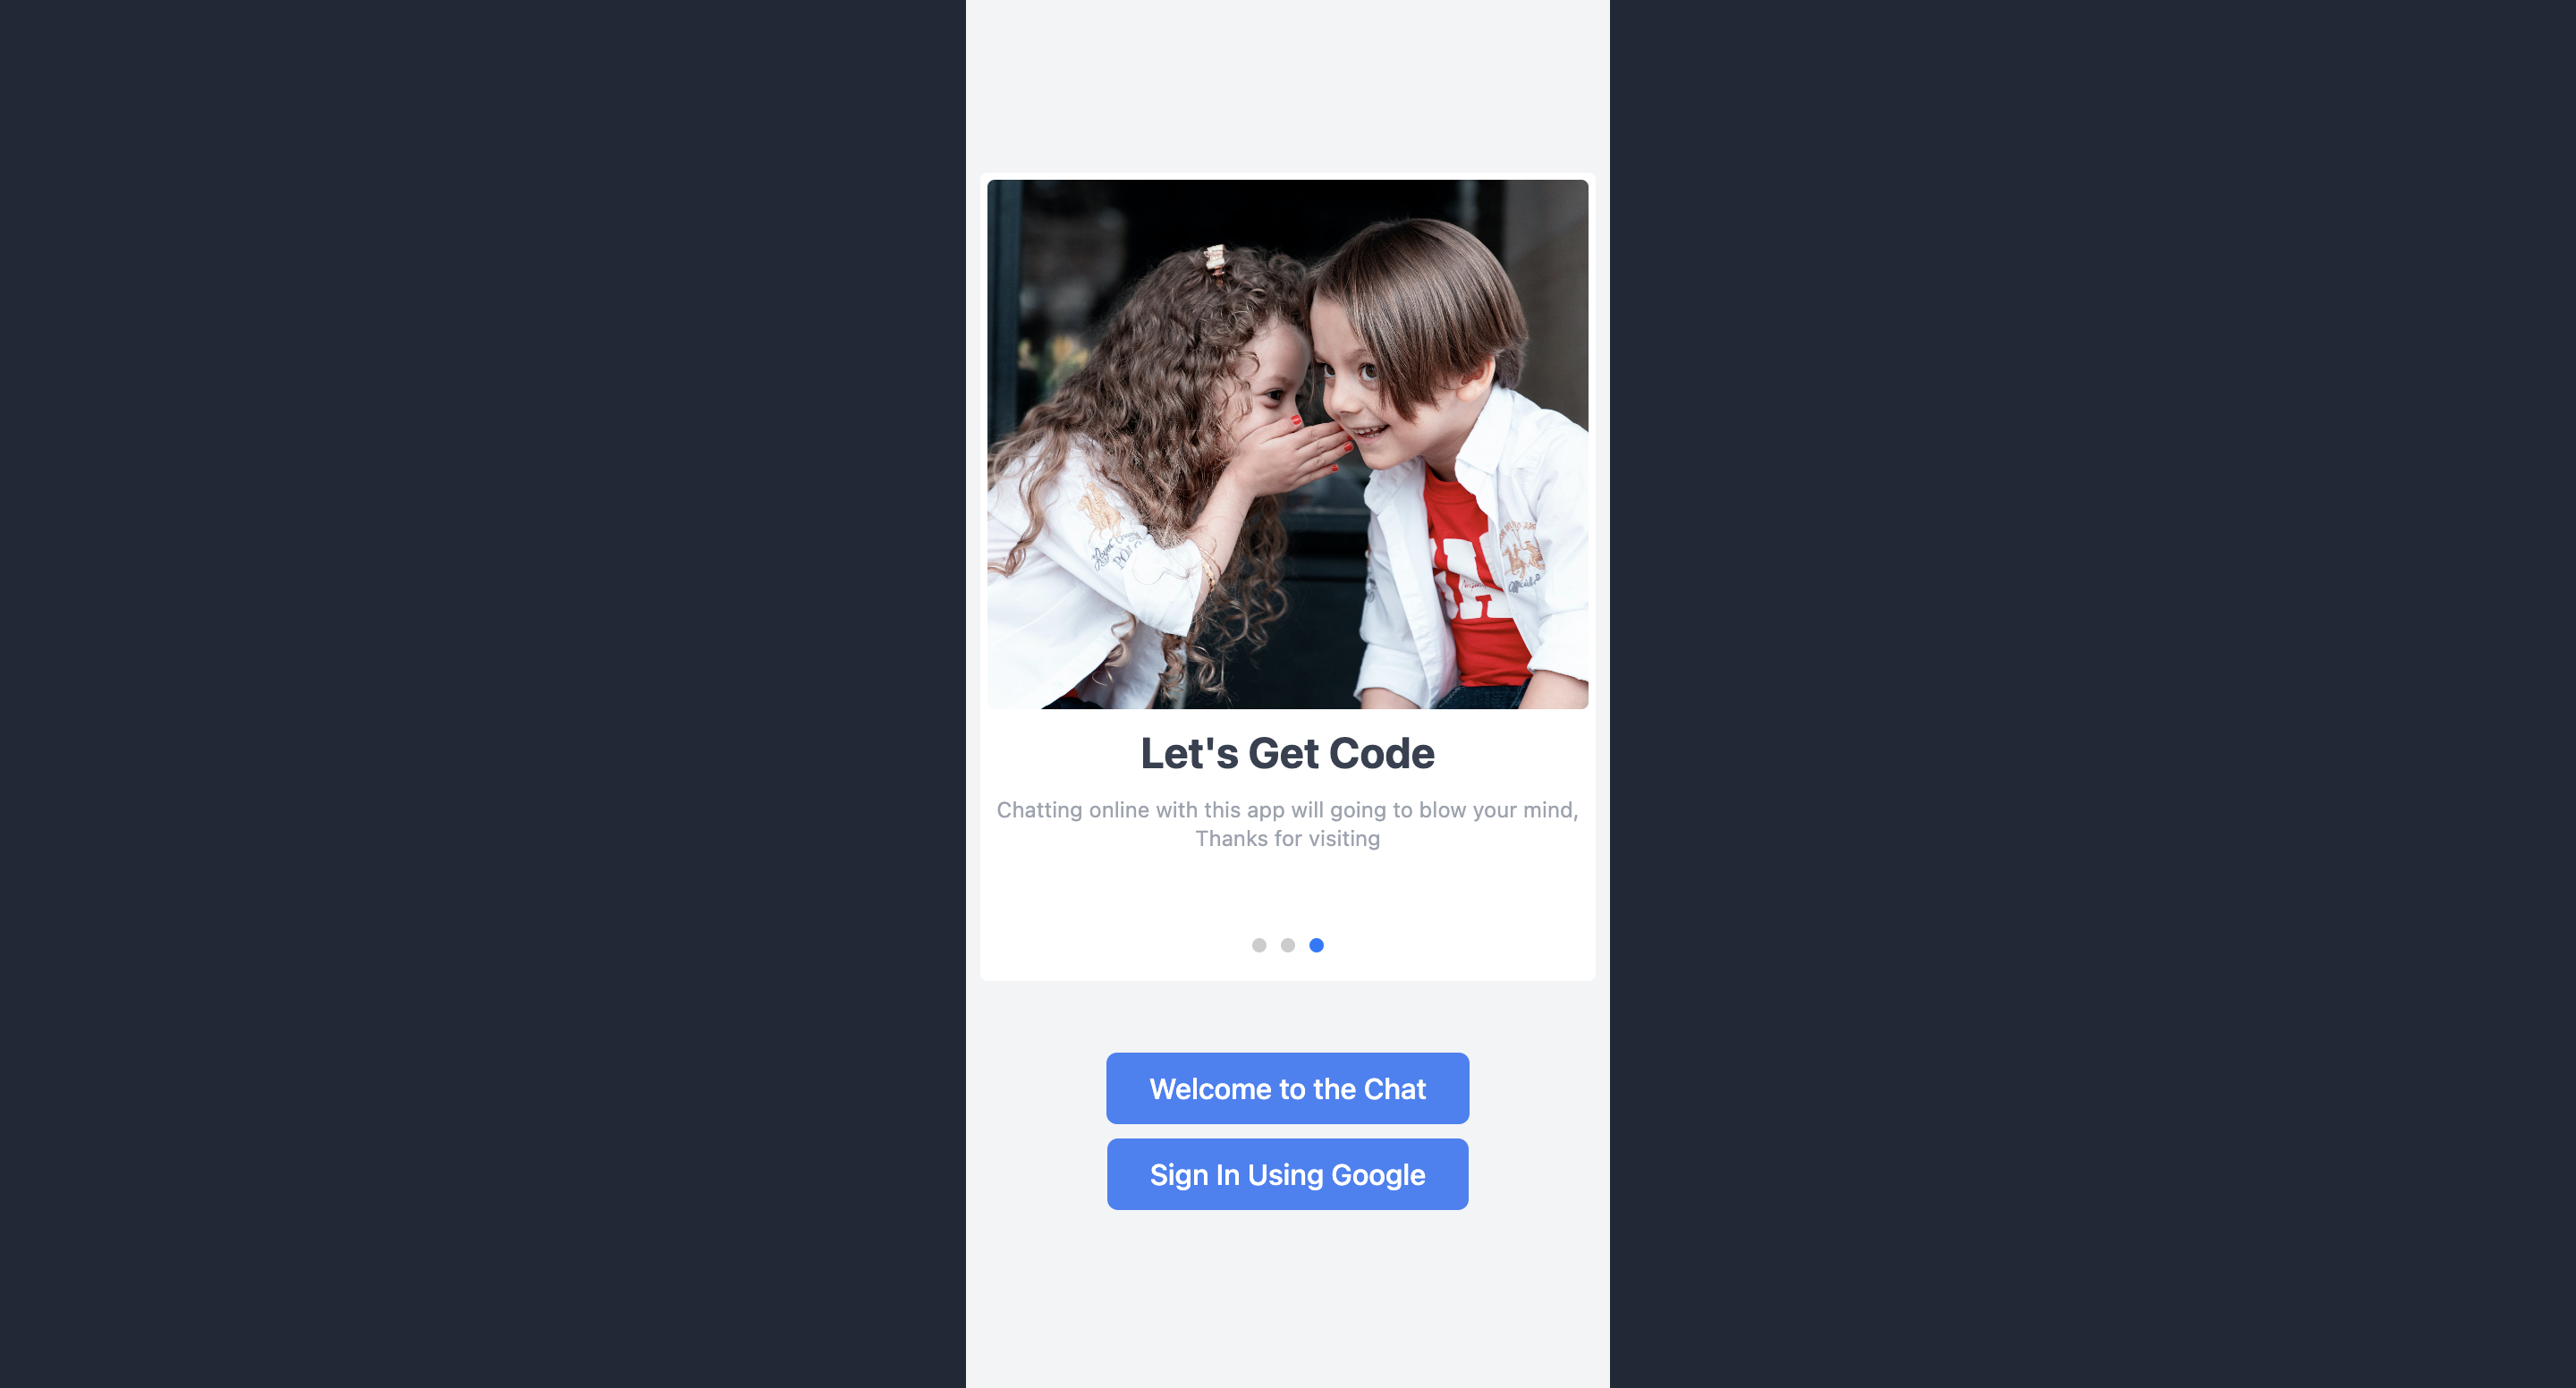 Let's Get Code
Chatting online with this app will going to blow your mind,
Thanks for visiting
Welcome to the Chat
Sign In Using Google